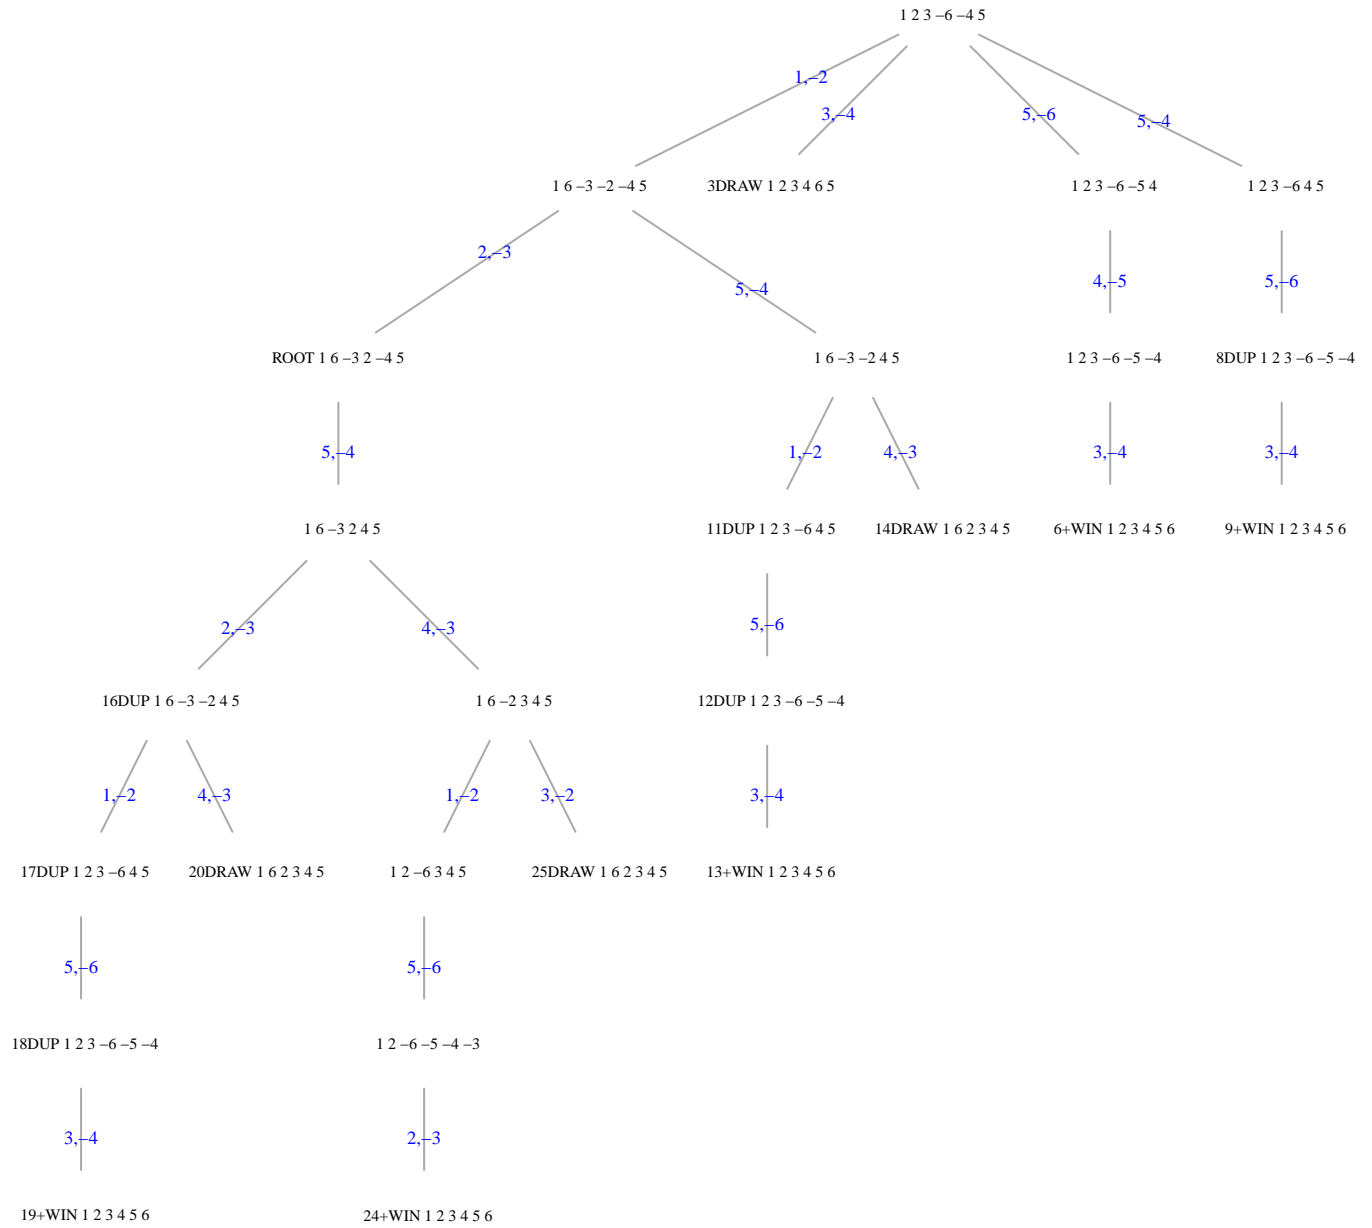 1 2 3 –6 –4 5
1,–2
3,–4
5,–6
5,–4
1 6 –3 –2 –4 5
3DRAW 1 2 3 4 6 5
1 2 3 –6 –5 4
1 2 3 –6 4 5
2,–3
5,–4
4,–5
5,–6
ROOT 1 6 –3 2 –4 5
1 6 –3 –2 4 5
1 2 3 –6 –5 –4
8DUP 1 2 3 –6 –5 –4
5,–4
1,–2
4,–3
3,–4
3,–4
1 6 –3 2 4 5
11DUP 1 2 3 –6 4 5
14DRAW 1 6 2 3 4 5
6+WIN 1 2 3 4 5 6
9+WIN 1 2 3 4 5 6
2,–3
4,–3
5,–6
16DUP 1 6 –3 –2 4 5
1 6 –2 3 4 5
12DUP 1 2 3 –6 –5 –4
1,–2
4,–3
1,–2
3,–2
3,–4
17DUP 1 2 3 –6 4 5
20DRAW 1 6 2 3 4 5
1 2 –6 3 4 5
25DRAW 1 6 2 3 4 5
13+WIN 1 2 3 4 5 6
5,–6
5,–6
18DUP 1 2 3 –6 –5 –4
1 2 –6 –5 –4 –3
3,–4
2,–3
19+WIN 1 2 3 4 5 6
24+WIN 1 2 3 4 5 6